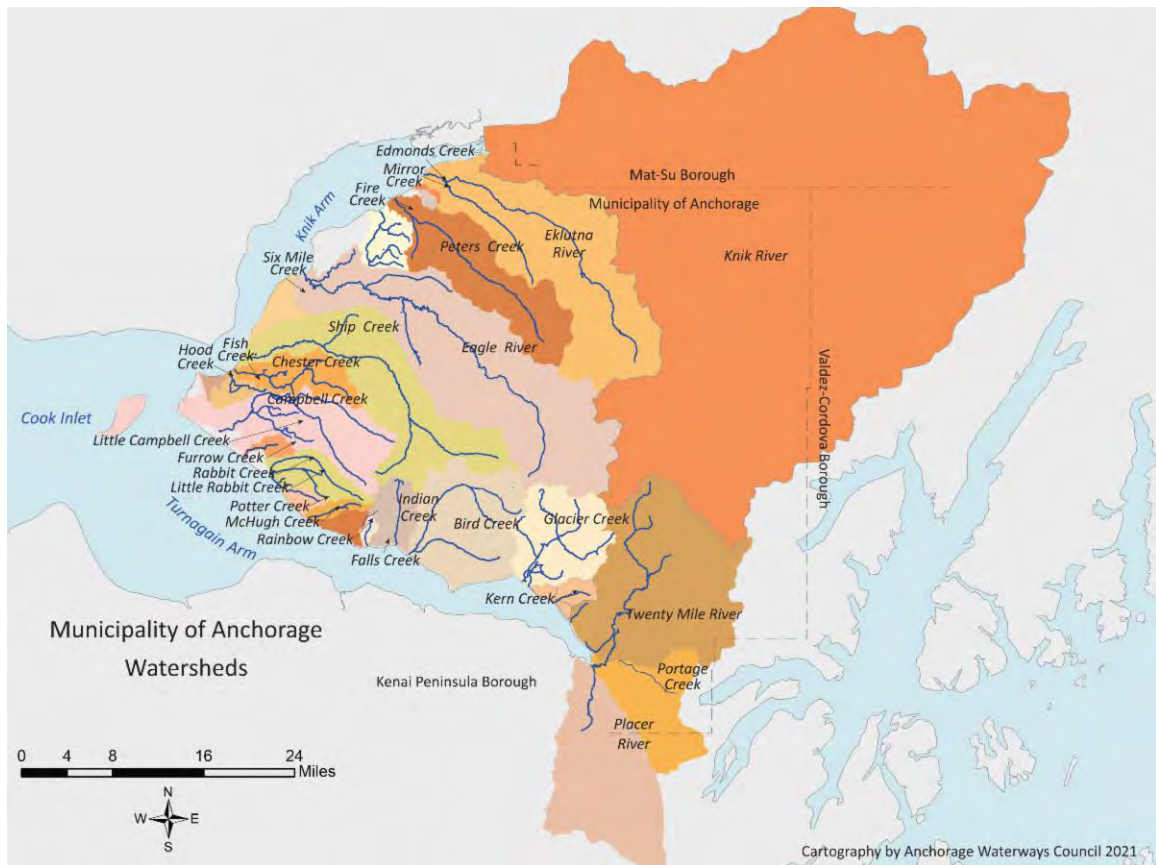 Edmonds Creek
Mirror
Creek
Fire
Creek
Mat-Su Borough
Municipality of Anchorage
Knik Arm
Peters Creek
Eklutna
River
Knik River
Six Mile
Creek
Ship Creek
Eagle River
Fish
Creek
Hood
Creek
Chester Creek
Campbell Creek
Valdez-Cordova Borough
Cook Inlet
Little Campbell Creek
Furrow Creek
Rabbit Creek
Little Rabbit Creek
Potter Creek
McHugh Creek
Rainbow Creek
Turnagain Arm
Falls Creek
Indian
Creek
Bird Creek
Glacier Creek
Kern Creek
Twenty Mile River
Portage
Creek
Placer
River
Kenai Peninsula Borough
Municipality of Anchorage
Watersheds
0 4 8 16 24
Miles
N
W E
S
Cartography by Anchorage Waterways Council 2021